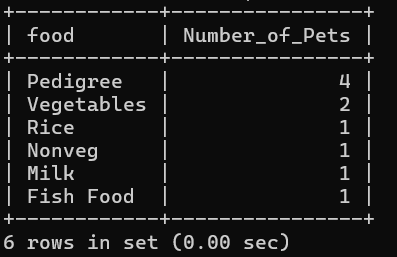 +------------+----------------+
| food       | Number_of_Pets |
+------------+----------------+
| Pedigree   |              4 |
| Vegetables |              2 |
| Rice       |              1 |
| Nonveg     |              1 |
| Milk       |              1 |
| Fish Food  |              1 |
+------------+----------------+
6 rows in set (0.00 sec)